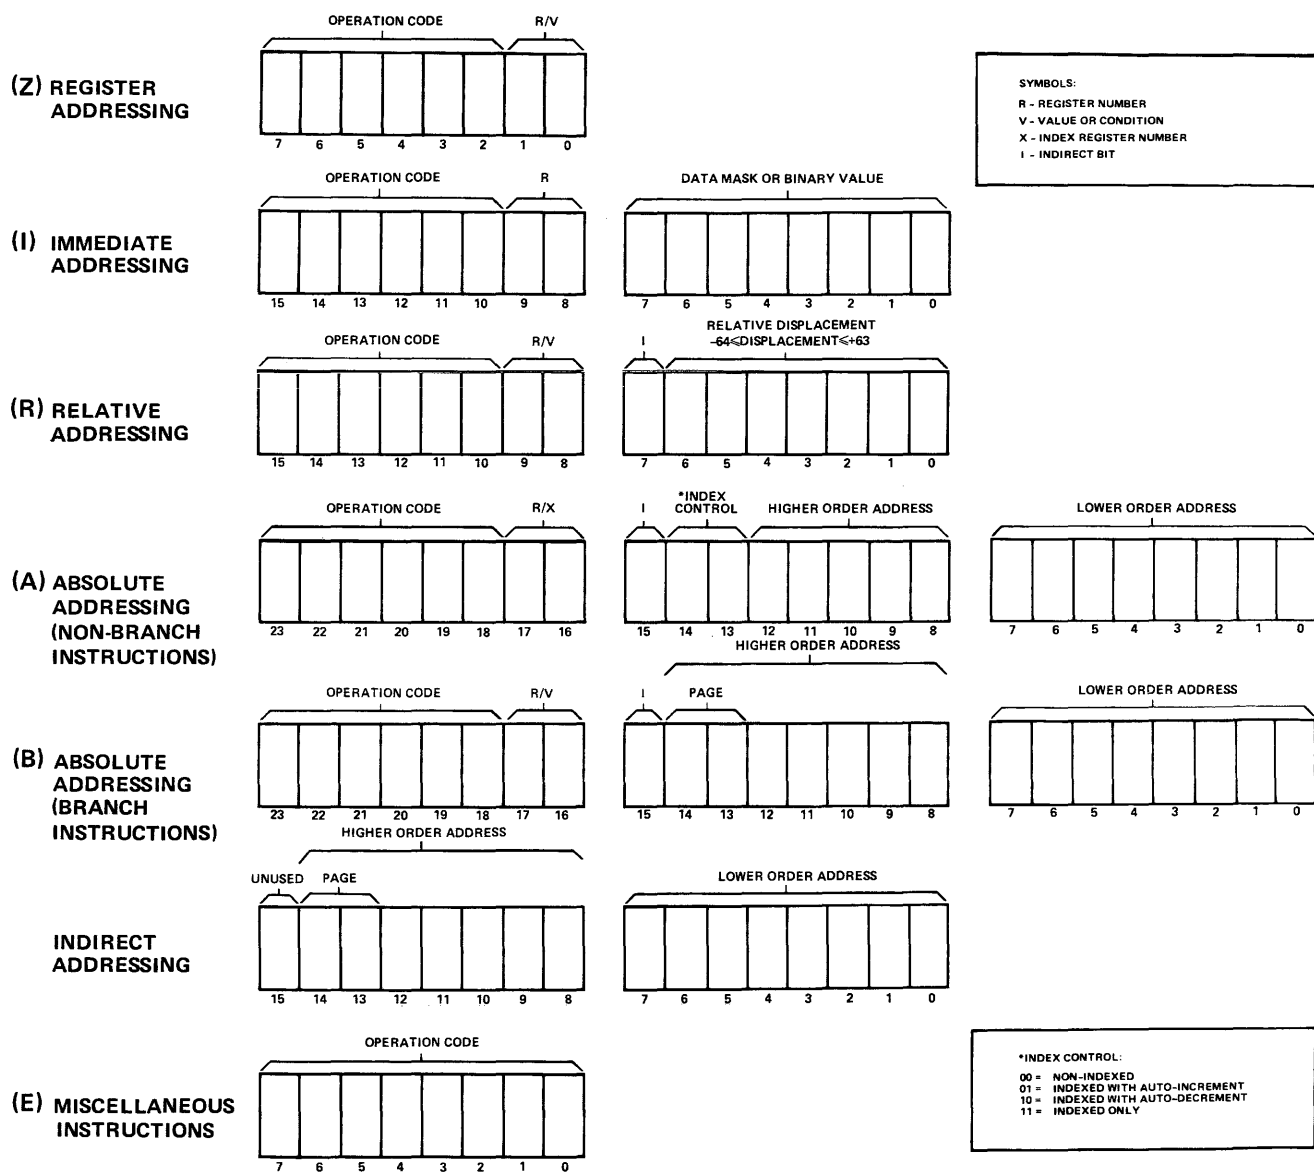 OPERATION CODE R/V
(Z) REGISTER
ADDRESSING
7 6 5 4 3 2 1 0
SYMBOLS:
R - REGISTER NUMBER
V - VALUE OR CONDITION
X - INDEX REGISTER NUMBER
I - INDIRECT BIT
OPERATION CODE R DATA MASK OR BINARY VALUE
(I) IMMEDIATE
ADDRESSING
15 14 13 12 11 10 9 8 7 6 5 4 3 2 1 0
RELATIVE DISPLACEMENT
OPERATION CODE R/V I -64⩽DISPLACEMENT⩽+63
(R) RELATIVE
ADDRESSING
15 14 13 12 11 10 9 8 7 6 5 4 3 2 1 0
*INDEX
OPERATION CODE R/X I CONTROL HIGHER ORDER ADDRESS LOWER ORDER ADDRESS
(A) ABSOLUTE
ADDRESSING
(NON-BRANCH
INSTRUCTIONS)
23 22 21 20 19 18 17 16 15 14 13 12 11 10 9 8 7 6 5 4 3 2 1 0
HIGHER ORDER ADDRESS
OPERATION CODE R/V I PAGE LOWER ORDER ADDRESS
(B) ABSOLUTE
ADDRESSING
(BRANCH
INSTRUCTIONS)
23 22 21 20 19 18 17 16 15 14 13 12 11 10 9 8 7 6 5 4 3 2 1 0
HIGHER ORDER ADDRESS
UNUSED PAGE LOWER ORDER ADDRESS
INDIRECT
ADDRESSING
15 14 13 12 11 10 9 8 7 6 5 4 3 2 1 0
OPERATION CODE
(E) MISCELLANEOUS
INSTRUCTIONS
7 6 5 4 3 2 1 0
*INDEX CONTROL:
00 = NON-INDEXED
01 = INDEXED WITH AUTO-INCREMENT
10 = INDEXED WITH AUTO-DECREMENT
11 = INDEXED ONLY